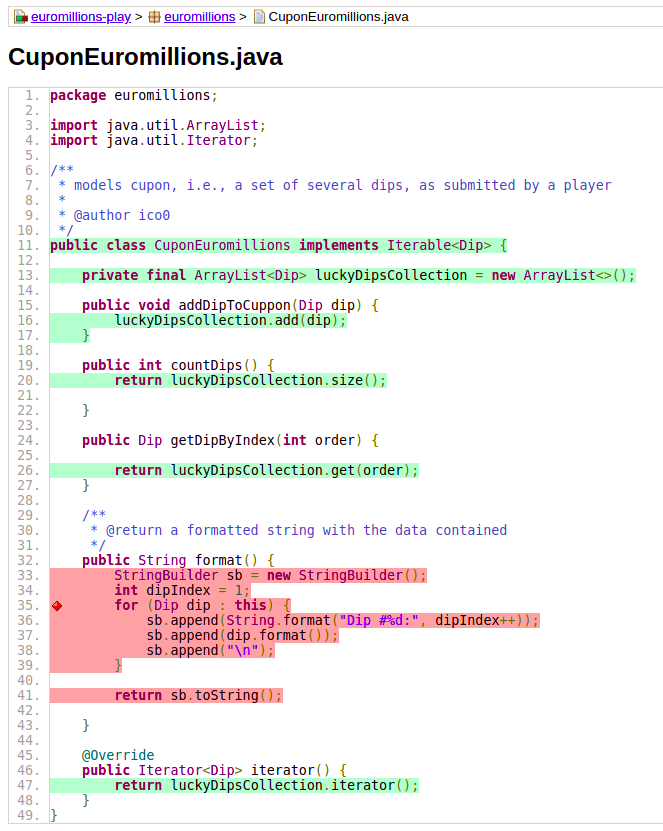 euromillions-play > euromillions > CuponEuromillions.java
CuponEuromillions.java
1. package euromillions;
2.
3. import java.util.ArrayList;
4. import java.util.Iterator;
5.
6. /**
7.  * models cupon, i.e., a set of several dips, as submitted by a player
8.  *
9.  * @author ico0
10.  */
11. public class CuponEuromillions implements Iterable<Dip> {
12.
13.     private final ArrayList<Dip> luckyDipsCollection = new ArrayList<>();
14.
15.     public void addDipToCuppon(Dip dip) {
16.         luckyDipsCollection.add(dip);
17.     }
18.
19.     public int countDips() {
20.         return luckyDipsCollection.size();
21.
22.     }
23.
24.     public Dip getDipByIndex(int order) {
25.
26.         return luckyDipsCollection.get(order);
27.     }
28.
29.     /**
30.      * @return a formatted string with the data contained
31.      */
32.     public String format() {
33.         StringBuilder sb = new StringBuilder();
34.         int dipIndex = 1;
35.         for (Dip dip : this) {
36.             sb.append(String.format("Dip #%d:", dipIndex++));
37.             sb.append(dip.format());
38.             sb.append("\n");
39.         }
40.
41.         return sb.toString();
42.
43.     }
44.
45.     @Override
46.     public Iterator<Dip> iterator() {
47.         return luckyDipsCollection.iterator();
48.     }
49. }